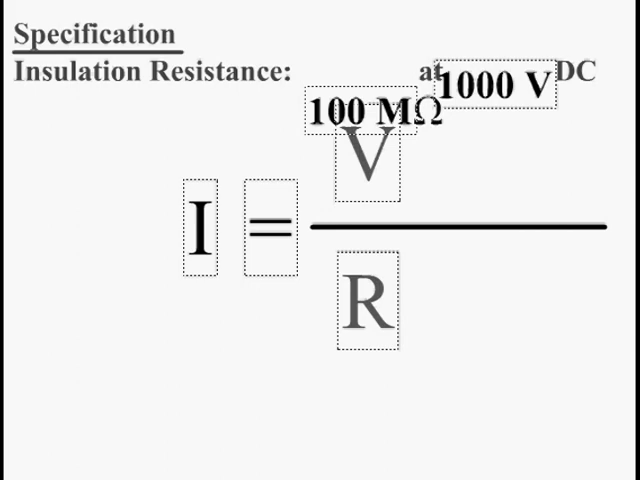 Specification
Insulation Resistance: at 1000 V DC
100 MΩ
V
I =
R